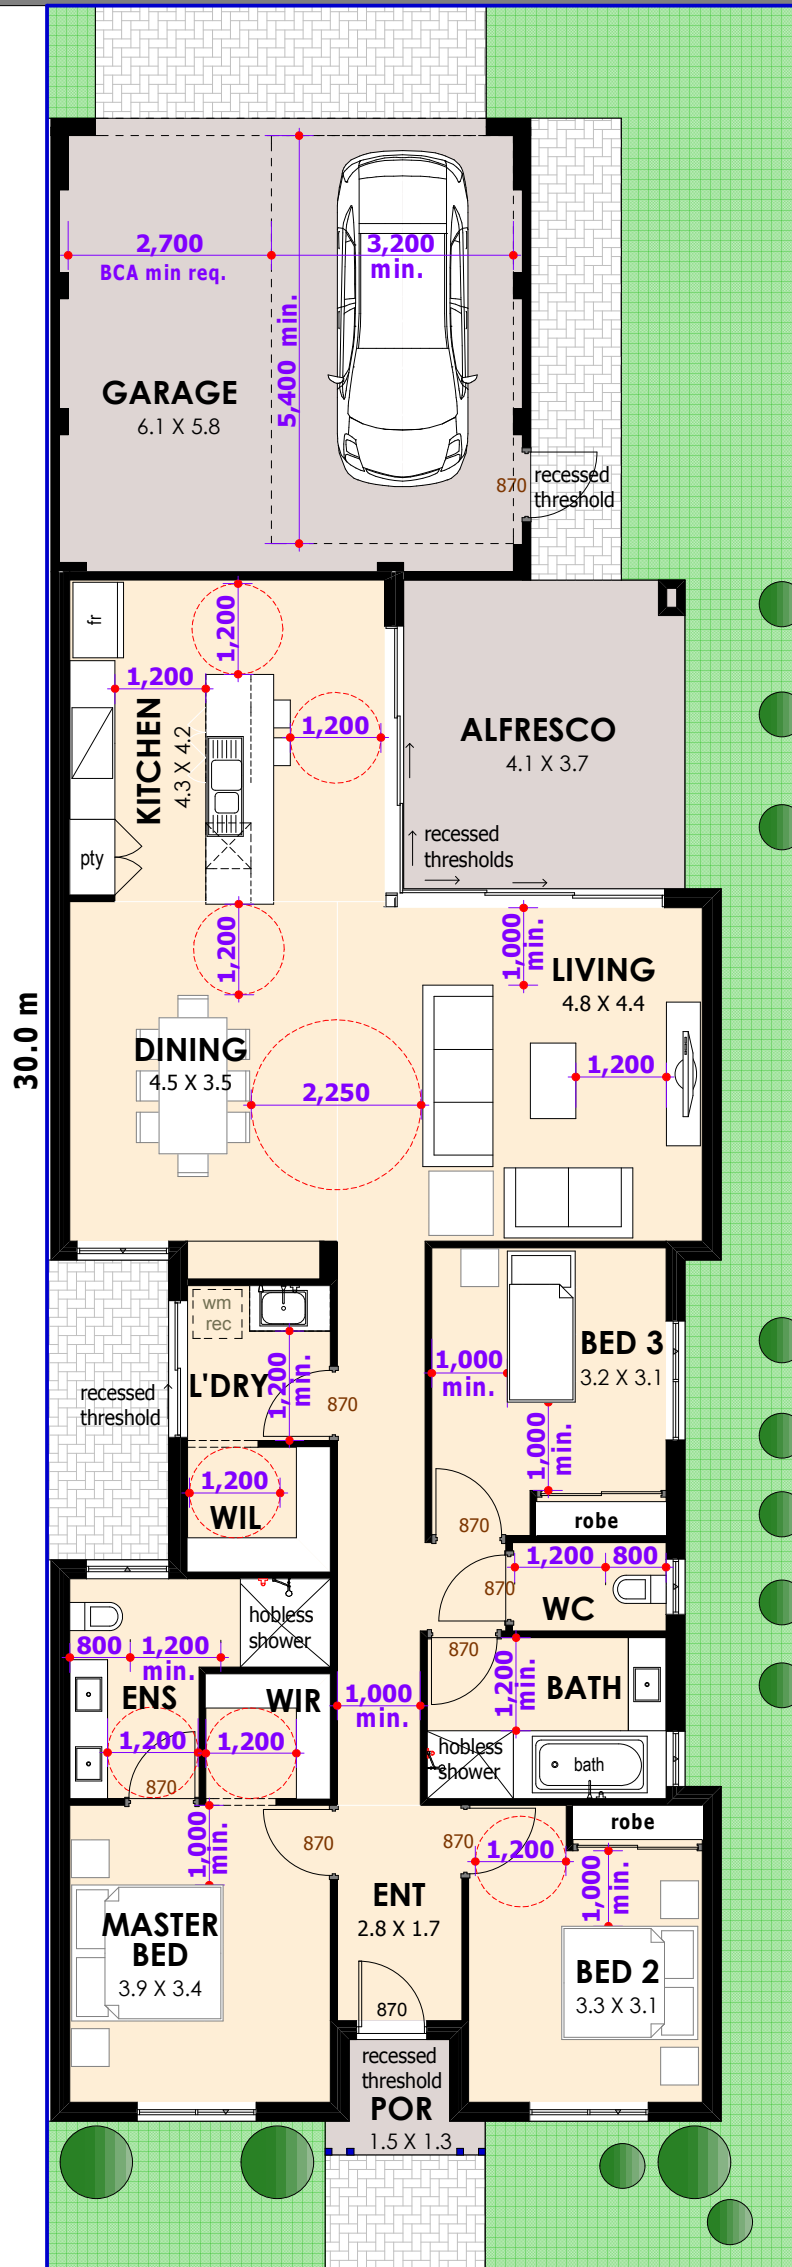 2,700
BCA min req.
3,200
min.
5,400 min.
GARAGE
6.1 X 5.8
870
recessed
threshold
fr
1,200
1,200
KITCHEN
4.3 X 4.2
1,200
ALFRESCO
4.1 X 3.7
recessed
thresholds
pty
1,200
1,000
min.
LIVING
4.8 X 4.4
30.0 m
DINING
4.5 X 3.5
2,250
1,200
wm
rec
L'DRY
1,200
min.
870
recessed
threshold
1,200
WIL
BED 3
3.2 X 3.1
1,000
min.
1,000
min.
robe
870
1,200
800
870
WC
hobless
shower
800
1,200
min.
ENS
WIR
1,000
min.
870
1,200
min.
BATH
1,200
1,200
870
hobless
shower
bath
1,000
min.
870
870
1,200
robe
1,000
min.
MASTER
BED
3.9 X 3.4
ENT
2.8 X 1.7
BED 2
3.3 X 3.1
870
recessed
threshold
POR
1.5 X 1.3